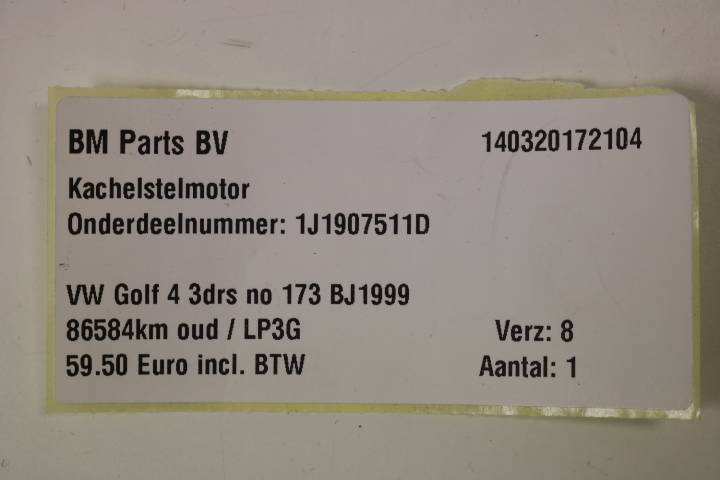 BM Parts BV 140320172104
Kachelstelmotor
Onderdeelnummer: 1J1907511D
VW Golf 4 3drs no 173 BJ1999
86584km oud / LP3G Verz: 8
59.50 Euro incl. BTW Aantal: 1